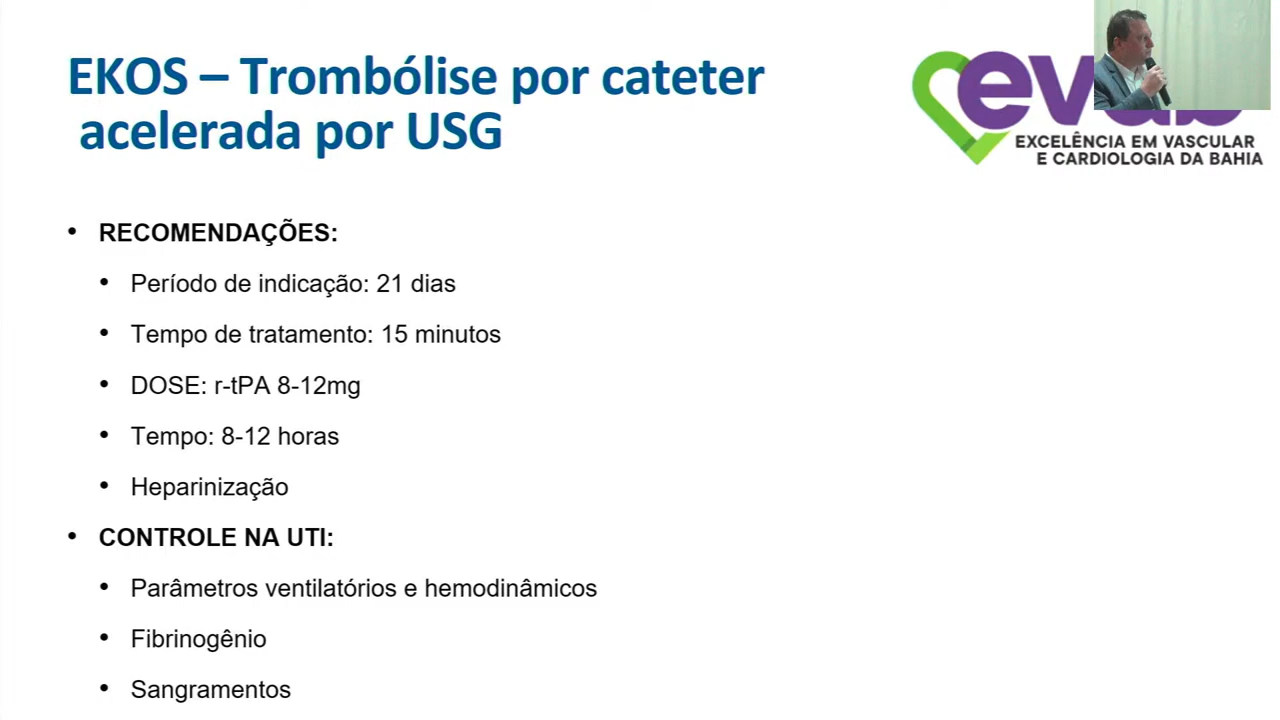 EKOS – Trombólise por cateter
acelerada por USG
EXCELÊNCIA EM VASCULAR
E CARDIOLOGIA DA BAHIA
• RECOMENDAÇÕES:
• Período de indicação: 21 dias
• Tempo de tratamento: 15 minutos
• DOSE: r-tPA 8-12mg
• Tempo: 8-12 horas
• Heparinização
• CONTROLE NA UTI:
• Parâmetros ventilatórios e hemodinâmicos
• Fibrinogênio
• Sangramentos